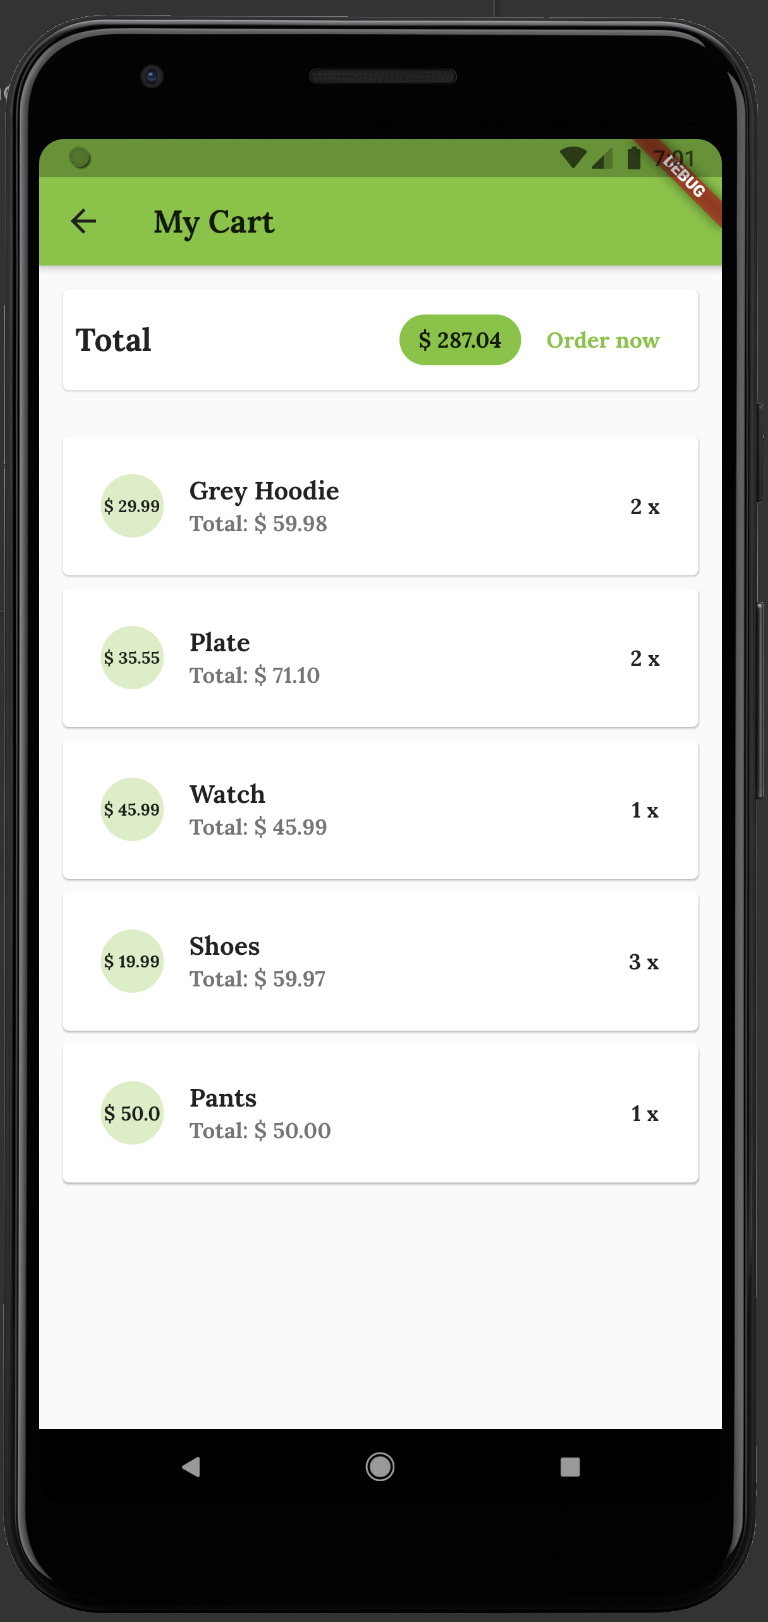 7:01
DEBUG
My Cart
Total $ 287.04 Order now
Grey Hoodie
$ 29.99 2 x
Total: $ 59.98
Plate
$ 35.55 2 x
Total: $ 71.10
Watch
$ 45.99 1 x
Total: $ 45.99
Shoes
$ 19.99 3 x
Total: $ 59.97
Pants
$ 50.0 1 x
Total: $ 50.00